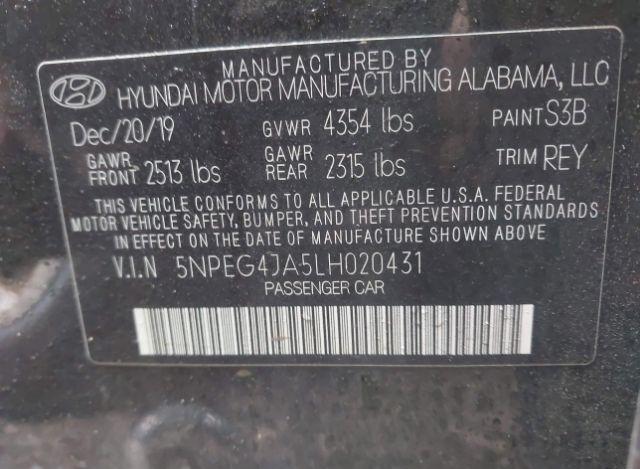 MANUFACTURED BY
HYUNDAI MOTOR MANUFACTURING ALABAMA, LLC
Dec/20/19 GVWR 4354 lbs PAINT S3B
GAWR FRONT 2513 lbs GAWR REAR 2315 lbs TRIM REY
THIS VEHICLE CONFORMS TO ALL APPLICABLE U.S.A. FEDERAL
MOTOR VEHICLE SAFETY, BUMPER, AND THEFT PREVENTION STANDARDS
IN EFFECT ON THE DATE OF MANUFACTURE SHOWN ABOVE.
V.I.N 5NPEG4JA5LH020431
PASSENGER CAR